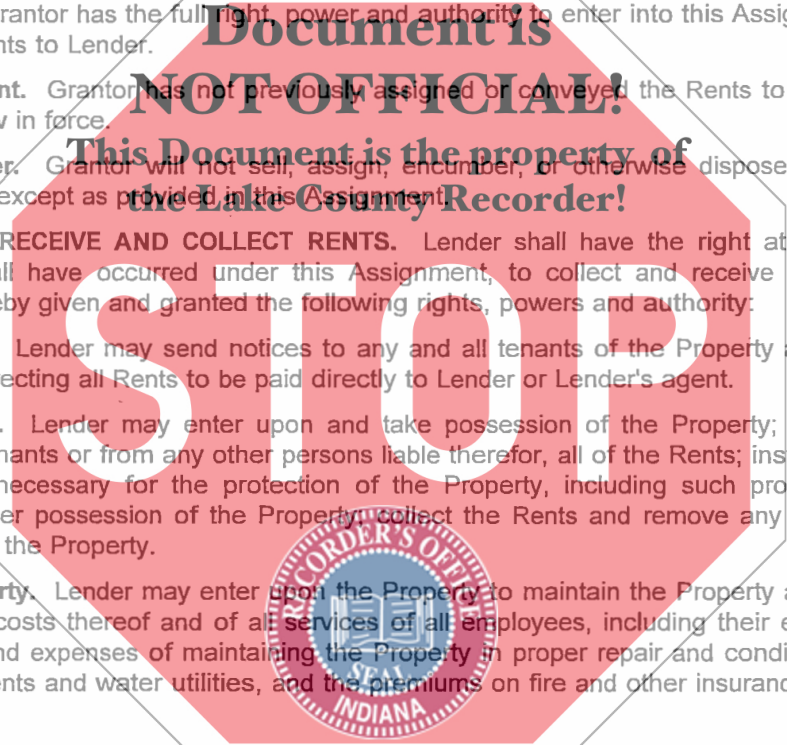 rantor has the full right, power and authority to enter into this Assig
nts to Lender.
Document is
nt. Grantor has not previously assigned or conveyed the Rents to
NOT OFFICIAL!
v in force.
This Document is the property of
er. Grantor will not sell, assign, encumber, or otherwise dispose
the Lake County Recorder!
except as provided in this Assignment.
RECEIVE AND COLLECT RENTS. Lender shall have the right at
all have occurred under this Assignment, to collect and receive
eby given and granted the following rights, powers and authority:
STOP
Lender may send notices to any and all tenants of the Property a
ecting all Rents to be paid directly to Lender or Lender's agent.
. Lender may enter upon and take possession of the Property;
nants or from any other persons liable therefor, all of the Rents; inst
necessary for the protection of the Property, including such pro
er possession of the Property; collect the Rents and remove any
the Property.
rty. Lender may enter upon the Property to maintain the Property a
costs thereof and of all services of all employees, including their e
nd expenses of maintaining the Property in proper repair and condi
ents and water utilities, and the premiums on fire and other insuranc
RECORDER'S OFFICE
SEAL
INDIANA